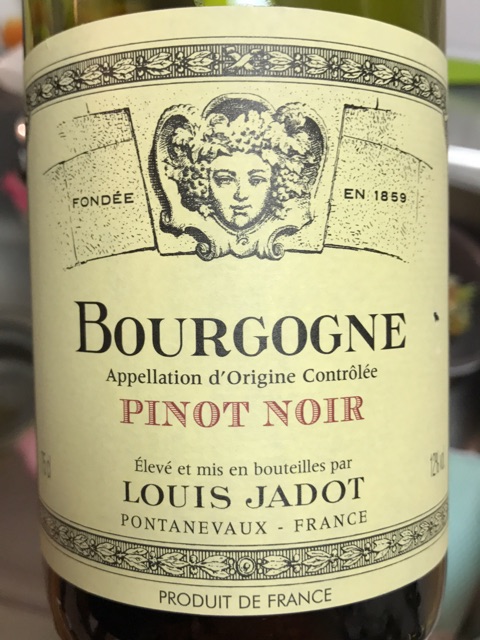 FONDÉE EN 1859
BOURGOGNE
Appellation d'Origine Contrôlée
PINOT NOIR
Élevé et mis en bouteilles par
LOUIS JADOT
PONTANEVAUX - FRANCE
PRODUIT DE FRANCE